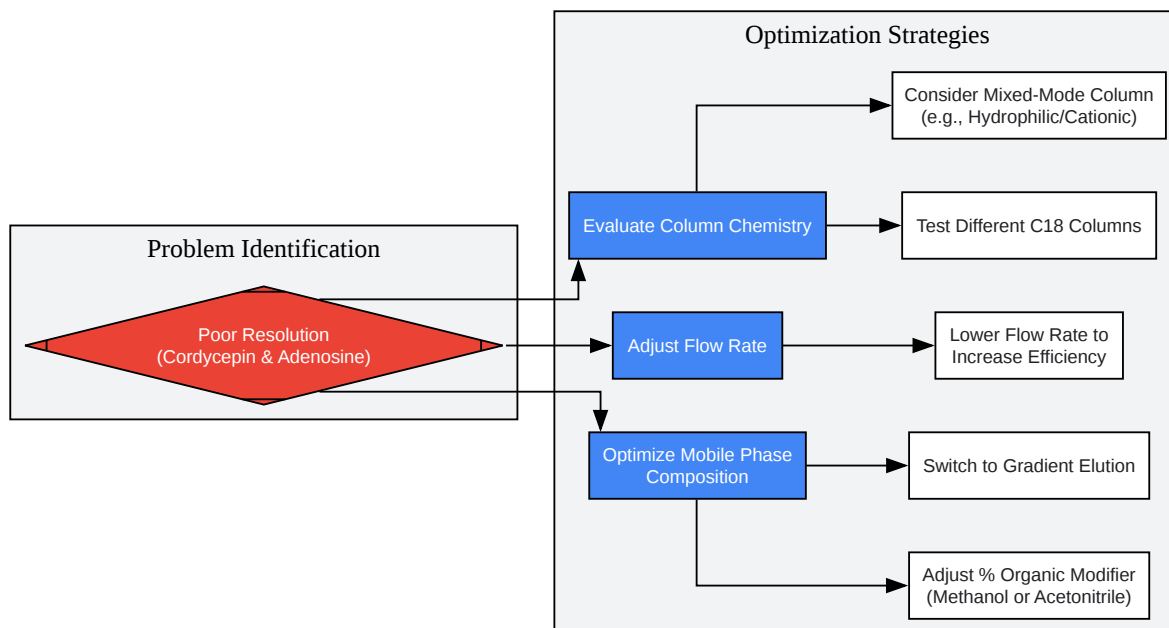 Problem Identification
Poor Resolution
(Cordycepin & Adenosine)
Optimization Strategies
Evaluate Column Chemistry
Consider Mixed-Mode Column
(e.g., Hydrophilic/Cationic)
Test Different C18 Columns
Adjust Flow Rate
Lower Flow Rate to
Increase Efficiency
Optimize Mobile Phase
Composition
Switch to Gradient Elution
Adjust % Organic Modifier
(Methanol or Acetonitrile)